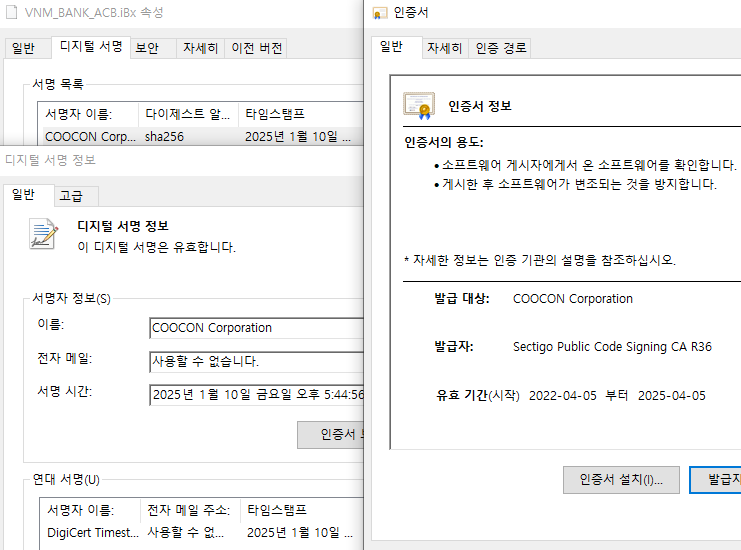 VNM_BANK_ACB.iBx 속성
일반 디지털 서명 보안 자세히 이전 버전
서명 목록
서명자 이름: 다이제스트 알... 타임스탬프
COOCON Corp... sha256 2025년 1월 10일 ...
디지털 서명 정보
일반 고급
디지털 서명 정보
이 디지털 서명은 유효합니다.
서명자 정보(S)
이름: COOCON Corporation
전자 메일: 사용할 수 없습니다.
서명 시간: 2025년 1월 10일 금요일 오후 5:44:56
인증서
연대 서명(U)
서명자 이름: 전자 메일 주소: 타임스탬프
DigiCert Timest... 사용할 수 없... 2025년 1월 10일 ...
인증서
일반 자세히 인증 경로
인증서 정보
인증서의 용도:
• 소프트웨어 게시자에게서 온 소프트웨어를 확인합니다.
• 게시한 후 소프트웨어가 변조되는 것을 방지합니다.
* 자세한 정보는 인증 기관의 설명을 참조하십시오.
발급 대상: COOCON Corporation
발급자: Sectigo Public Code Signing CA R36
유효 기간(시작) 2022-04-05 부터 2025-04-05
인증서 설치(I)... 발급자